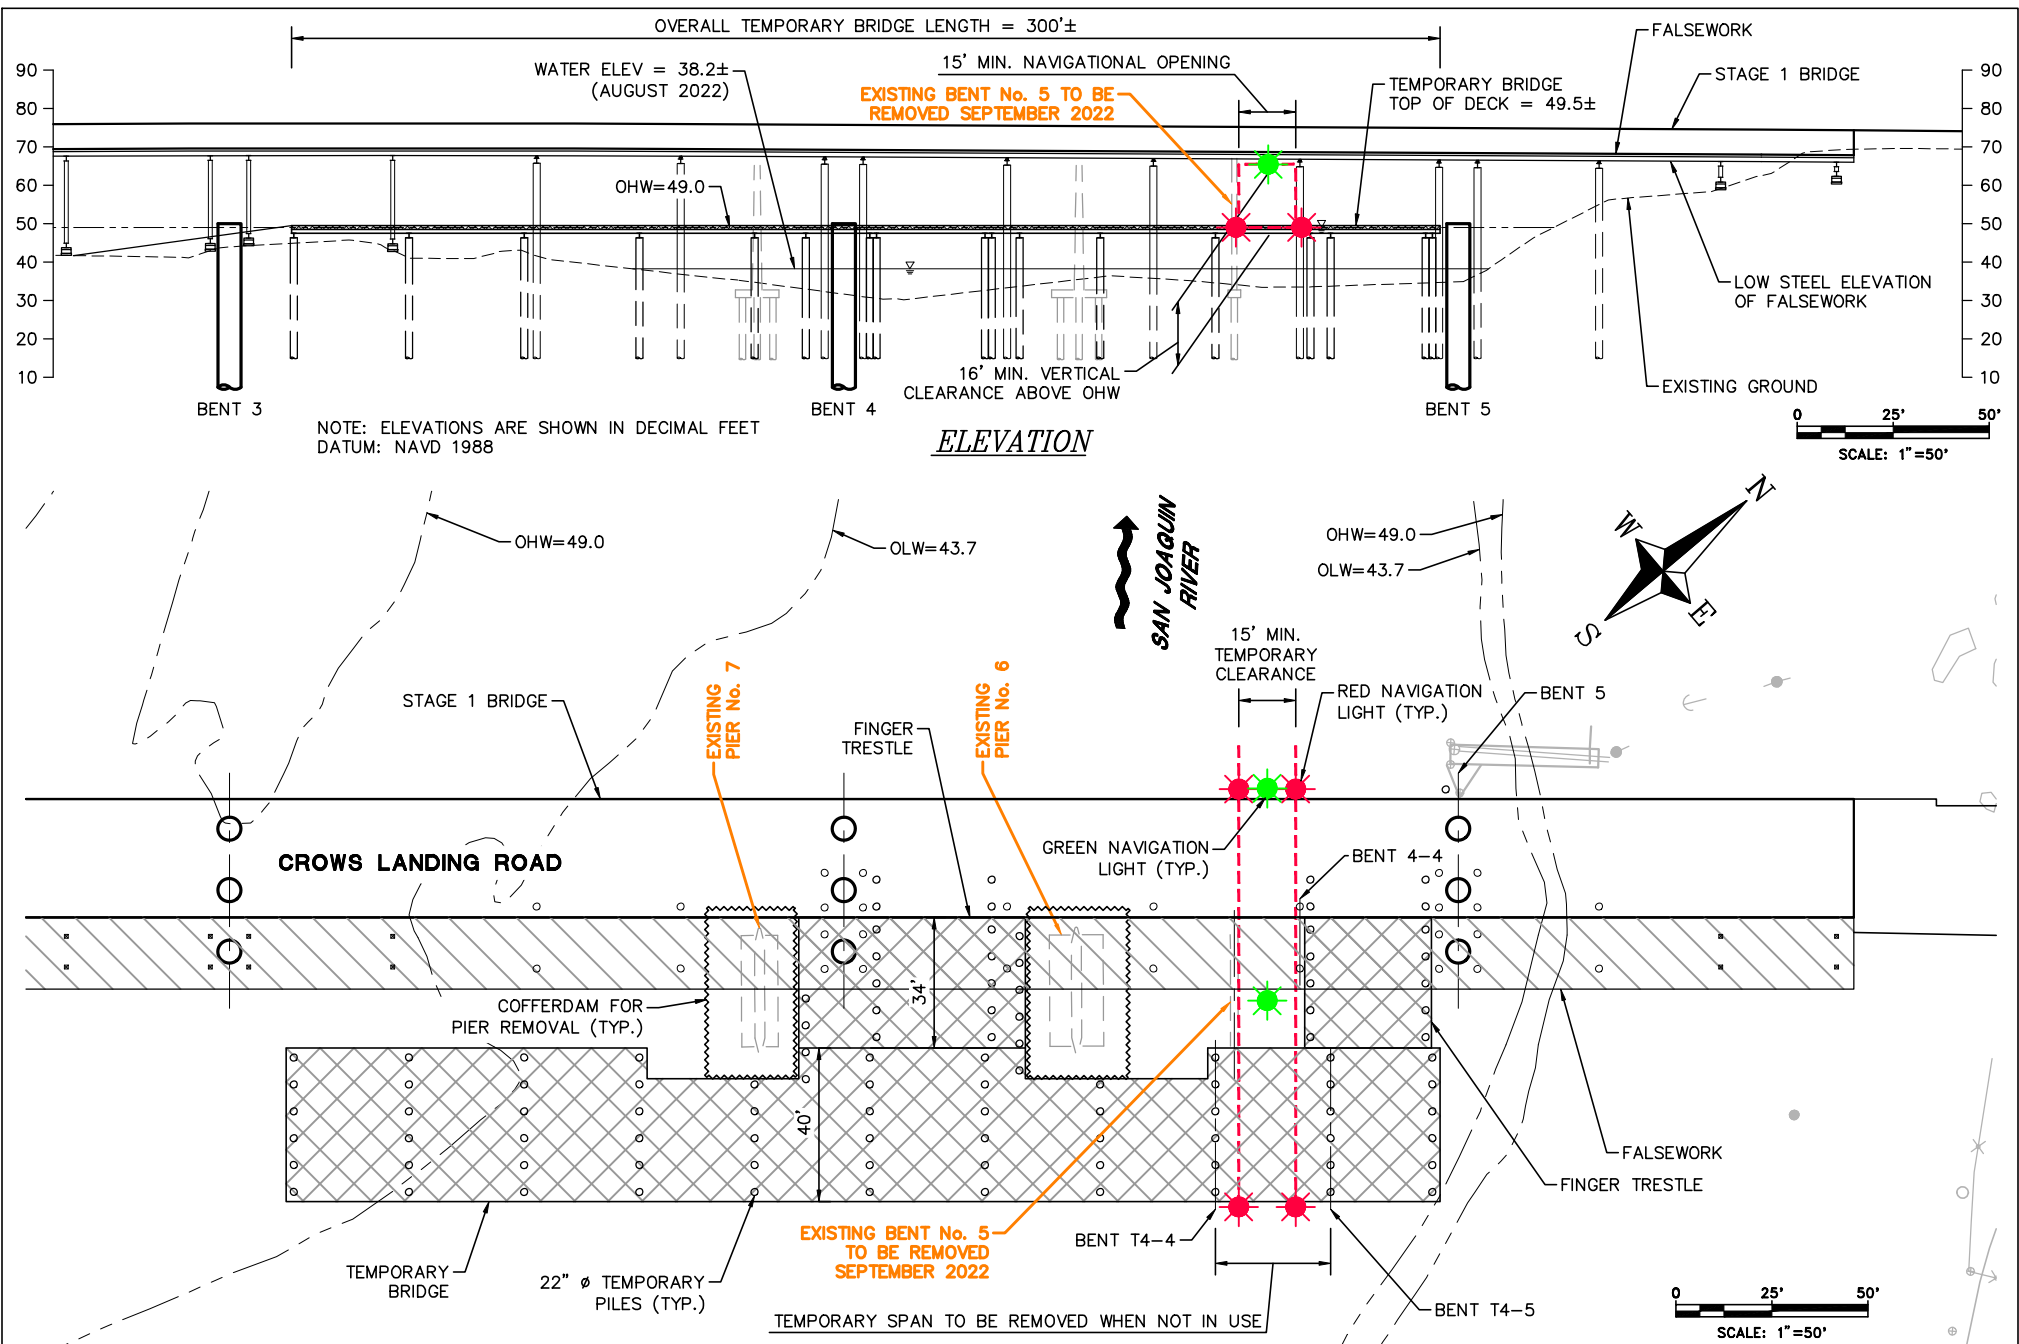 OVERALL TEMPORARY BRIDGE LENGTH = 300'±
FALSEWORK
WATER ELEV = 38.2±
(AUGUST 2022)
15' MIN. NAVIGATIONAL OPENING
EXISTING BENT No. 5 TO BE
REMOVED SEPTEMBER 2022
TEMPORARY BRIDGE
TOP OF DECK = 49.5±
STAGE 1 BRIDGE
90
80
70
60
50
40
30
20
10
90
80
70
60
50
40
30
20
10
OHW=49.0
LOW STEEL ELEVATION
OF FALSEWORK
16' MIN. VERTICAL
CLEARANCE ABOVE OHW
EXISTING GROUND
BENT 3
BENT 4
BENT 5
NOTE: ELEVATIONS ARE SHOWN IN DECIMAL FEET
DATUM: NAVD 1988
ELEVATION
0 25' 50'
SCALE: 1"=50'
OHW=49.0
OLW=43.7
SAN JOAQUIN
RIVER
OHW=49.0
OLW=43.7
N
W
E
S
15' MIN.
TEMPORARY
CLEARANCE
STAGE 1 BRIDGE
EXISTING
PIER No. 7
FINGER
TRESTLE
EXISTING
PIER No. 6
RED NAVIGATION
LIGHT (TYP.)
BENT 5
CROWS LANDING ROAD
GREEN NAVIGATION
LIGHT (TYP.)
BENT 4-4
COFFERDAM FOR
PIER REMOVAL (TYP.)
34'
40'
FALSEWORK
FINGER TRESTLE
EXISTING BENT No. 5
TO BE REMOVED
SEPTEMBER 2022
BENT T4-4
TEMPORARY
BRIDGE
22" ø TEMPORARY
PILES (TYP.)
TEMPORARY SPAN TO BE REMOVED WHEN NOT IN USE
BENT T4-5
0 25' 50'
SCALE: 1"=50'